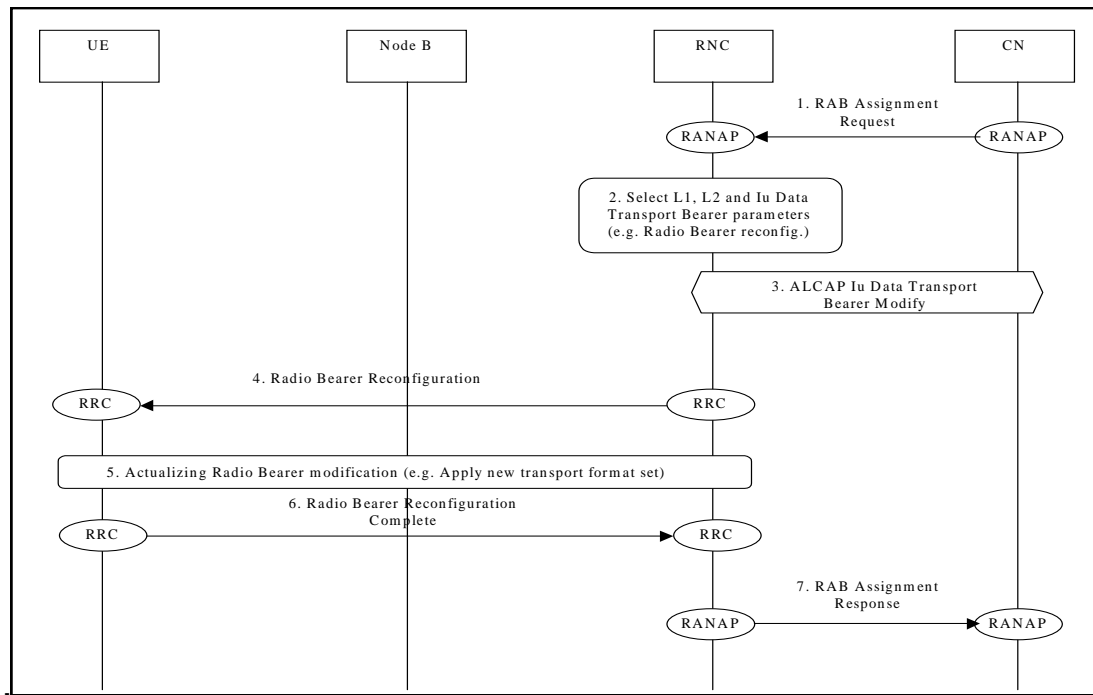 UE
Node B
RNC
CN
1. RAB Assignment
Request
RANAP
RANAP
2. Select L1, L2 and Iu Data
Transport Bearer parameters
(e.g. Radio Bearer reconfig.)
3. ALCAP Iu Data Transport
Bearer Modify
4. Radio Bearer Reconfiguration
RRC
RRC
5. Actualizing Radio Bearer modification (e.g. Apply new transport format set)
6. Radio Bearer Reconfiguration
Complete
RRC
RRC
7. RAB Assignment
Response
RANAP
RANAP